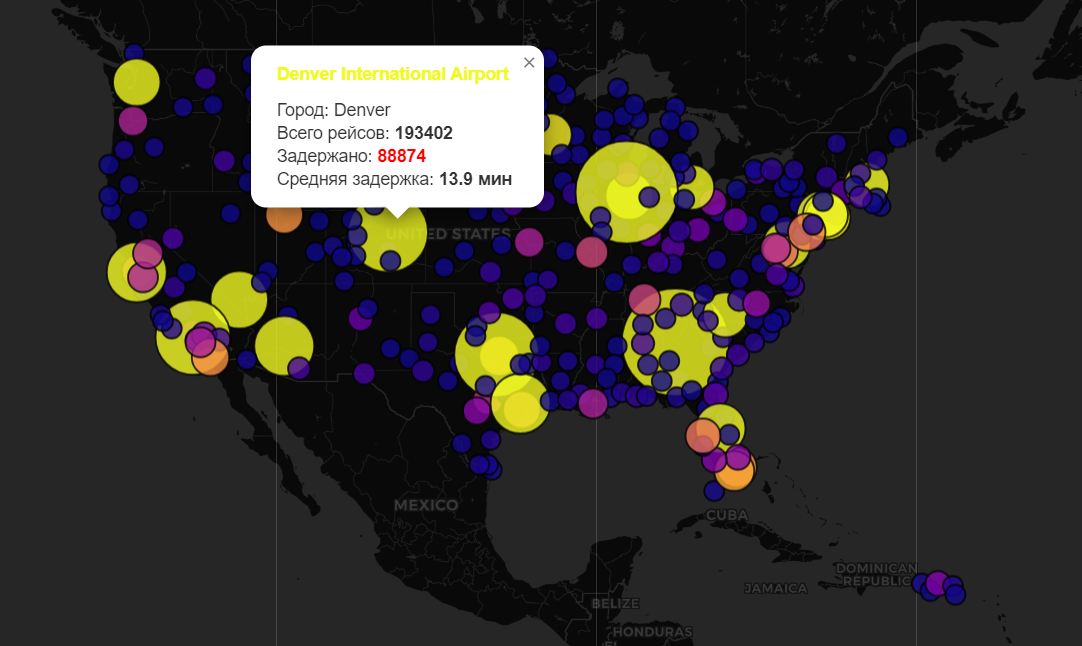 ×
Denver International Airport
Город: Denver
Всего рейсов: 193402
Задержано: 88874
Средняя задержка: 13.9 мин
UNITED STATES
MEXICO
CUBA
DOMINICAN
REPUBLIC
JAMAICA
BELIZE
HONDURAS